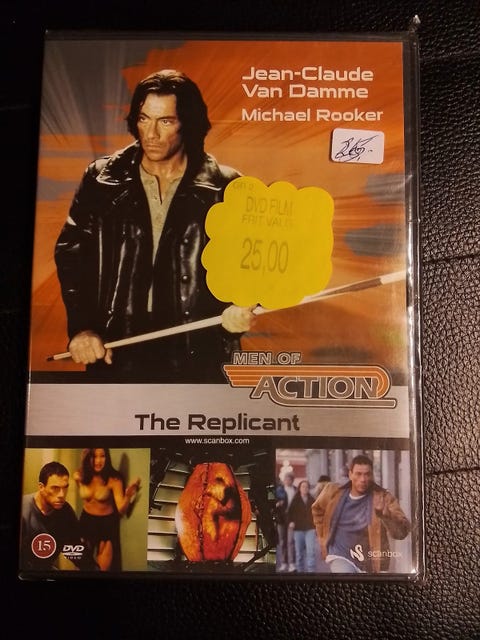 Jean-Claude
Van Damme
Michael Rooker
DVD FILM
FRIT VALG
25,00
MEN OF
ACTION
The Replicant
www.scanbox.com
15
DVD
VIDEO
scanbox